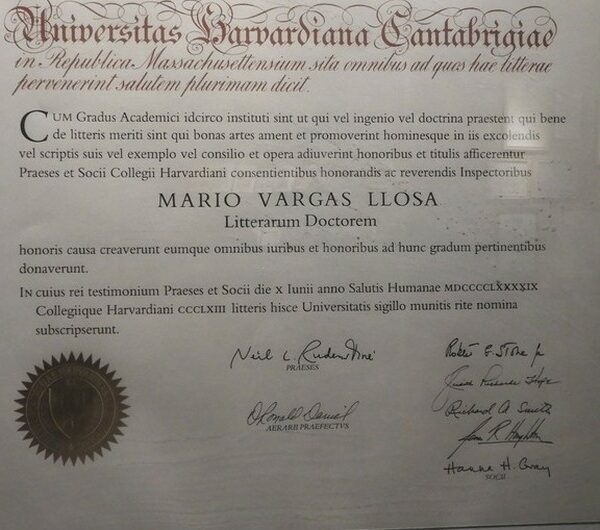 Universitas Harvardiana Cantabrigiae
in Republica Massachusettensium sita omnibus ad quos hae litterae
pervenerint salutem plurimam dicit.
CUM Gradus Academici idcirco instituti sint ut qui vel ingenio vel doctrina praestent qui bene
de litteris meriti sint qui bonas artes ament et promoverint hominesque in iis excolendis
vel scriptis suis vel exemplo vel consilio et opera adiuverint honoribus et titulis afficerentur
Praeses et Socii Collegii Harvardiani consentientibus honorandis ac reverendis Inspectoribus
MARIO VARGAS LLOSA
Litterarum Doctorem
honoris causa creaverunt eumque omnibus iuribus et honoribus ad hunc gradum pertinentibus
donaverunt.
IN cuius rei testimonium Praeses et Socii die X Iunii anno Salutis Humanae MDCCCCLXXXXIX
Collegiique Harvardiani CCCLXIII litteris hisce Universitatis sigillo munitis rite nomina
subscripserunt.
Neil L. Rudenstine
PRAESES
Robert G. Stone Jr
D. Ronald Daniel
AERARII PRAEFECTVS
Richard A. Smith
James R. Houghton
Hanna H. Gray
SOCII